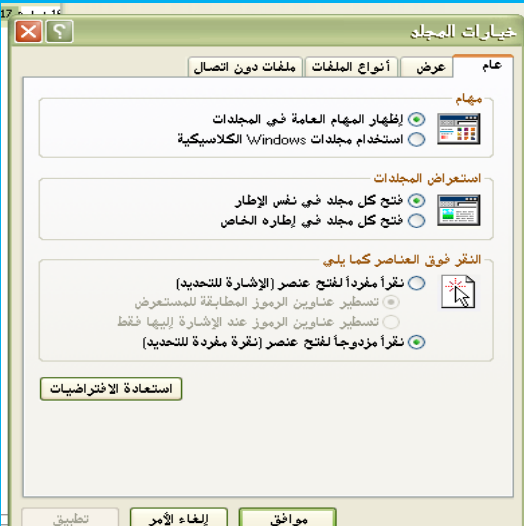 خيارات المجلد
عام
عرض
أنواع الملفات
ملفات دون اتصال
مهام
إظهار المهام العامة في المجلدات
استخدام مجلدات Windows الكلاسيكية
استعراض المجلدات
فتح كل مجلد في نفس الإطار
فتح كل مجلد في إطاره الخاص
النقر فوق العناصر كما يلي
نقراً مفرداً لفتح عنصر (الإشارة للتحديد)
تسطير عناوين الرموز المطابقة للمستعرض
تسطير عناوين الرموز عند الإشارة إليها فقط
نقراً مزدوجاً لفتح عنصر (نقرة مفردة للتحديد)
استعادة الافتراضيات
موافق
إلغاء الأمر
تطبيق